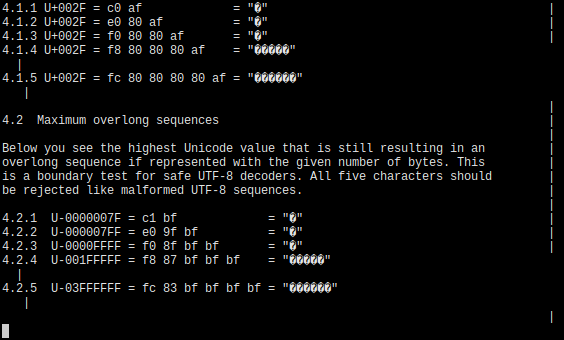 4.1.1 U+002F = c0 af             = "�"                                        |
4.1.2 U+002F = e0 80 af          = "�"                                        |
4.1.3 U+002F = f0 80 80 af       = "�"                                        |
4.1.4 U+002F = f8 80 80 80 af    = "�����"
  |
4.1.5 U+002F = fc 80 80 80 80 af = "������"
   |
                                                                              |
4.2  Maximum overlong sequences                                               |
                                                                              |
Below you see the highest Unicode value that is still resulting in an         |
overlong sequence if represented with the given number of bytes. This         |
is a boundary test for safe UTF-8 decoders. All five characters should        |
be rejected like malformed UTF-8 sequences.                                   |
                                                                              |
4.2.1  U-0000007F = c1 bf             = "�"                                   |
4.2.2  U-000007FF = e0 9f bf          = "�"                                   |
4.2.3  U-0000FFFF = f0 8f bf bf       = "�"                                   |
4.2.4  U-001FFFFF = f8 87 bf bf bf    = "�����"
  |
4.2.5  U-03FFFFFF = fc 83 bf bf bf bf = "������"
   |
                                                                              |